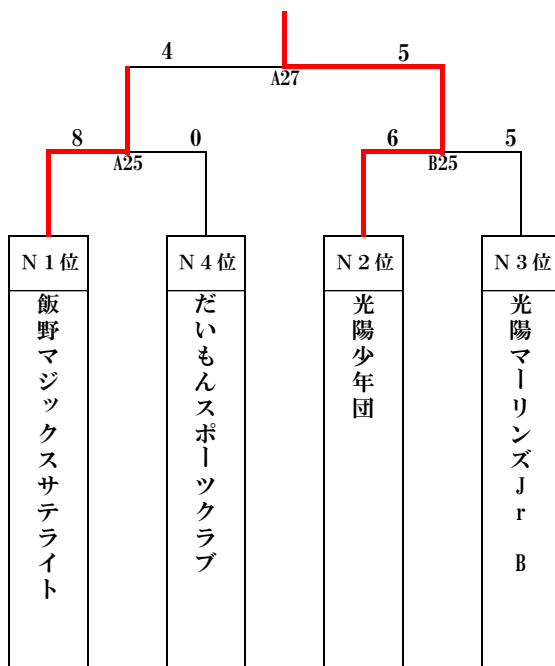 4
5
A27
8
0
6
5
A25
B25
N1位
N4位
N2位
N3位
飯野マジックスサテライト
だいもんスポーツクラブ
光陽少年団
光陽マーリンズJr B